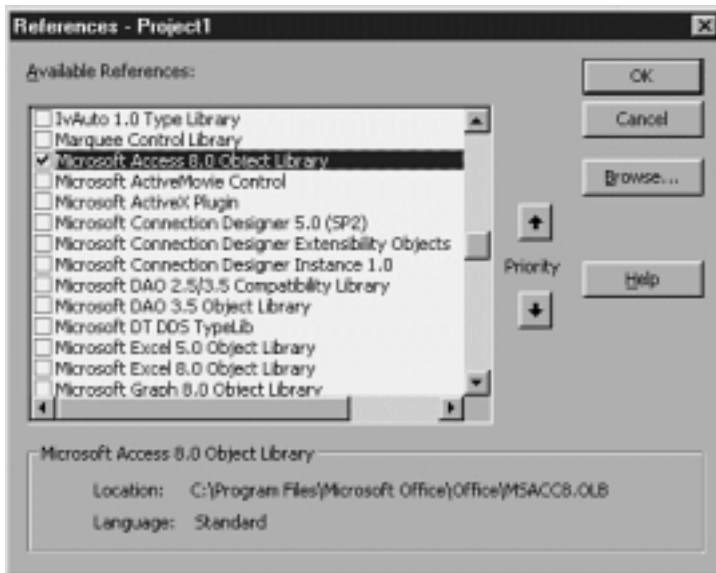 References - Project1
Available References:
IvAuto 1.0 Type Library
Marquee Control Library
Microsoft Access 8.0 Object Library
Microsoft ActiveMovie Control
Microsoft ActiveX Plugin
Microsoft Connection Designer 5.0 (SP2)
Microsoft Connection Designer Extensibility Objects
Microsoft Connection Designer Instance 1.0
Microsoft DAO 2.5/3.5 Compatibility Library
Microsoft DAO 3.5 Object Library
Microsoft DT DDS TypeLib
Microsoft Excel 5.0 Object Library
Microsoft Excel 8.0 Object Library
Microsoft Graph 8.0 Object Library
Priority
OK
Cancel
Browse...
Help
Microsoft Access 8.0 Object Library
Location: C:\Program Files\Microsoft Office\Office\MSACC8.OLB
Language: Standard